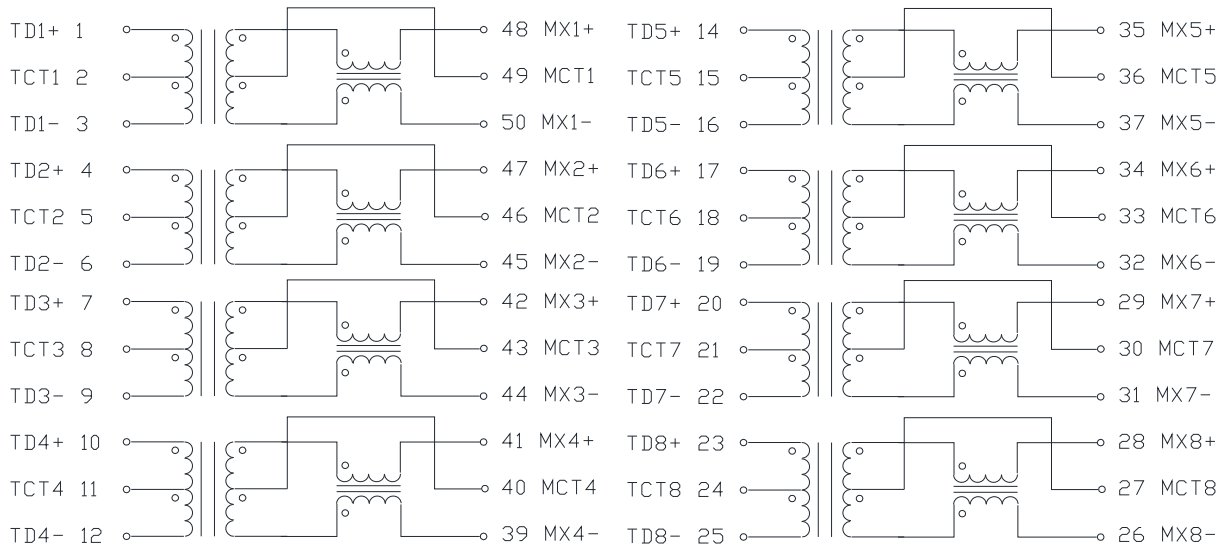 TD1+ 1 48 MX1+ TD5+ 14 35 MX5+
TCT1 2 49 MCT1 TCT5 15 36 MCT5
TD1- 3 50 MX1- TD5- 16 37 MX5-
TD2+ 4 47 MX2+ TD6+ 17 34 MX6+
TCT2 5 46 MCT2 TCT6 18 33 MCT6
TD2- 6 45 MX2- TD6- 19 32 MX6-
TD3+ 7 42 MX3+ TD7+ 20 29 MX7+
TCT3 8 43 MCT3 TCT7 21 30 MCT7
TD3- 9 44 MX3- TD7- 22 31 MX7-
TD4+ 10 41 MX4+ TD8+ 23 28 MX8+
TCT4 11 40 MCT4 TCT8 24 27 MCT8
TD4- 12 39 MX4- TD8- 25 26 MX8-